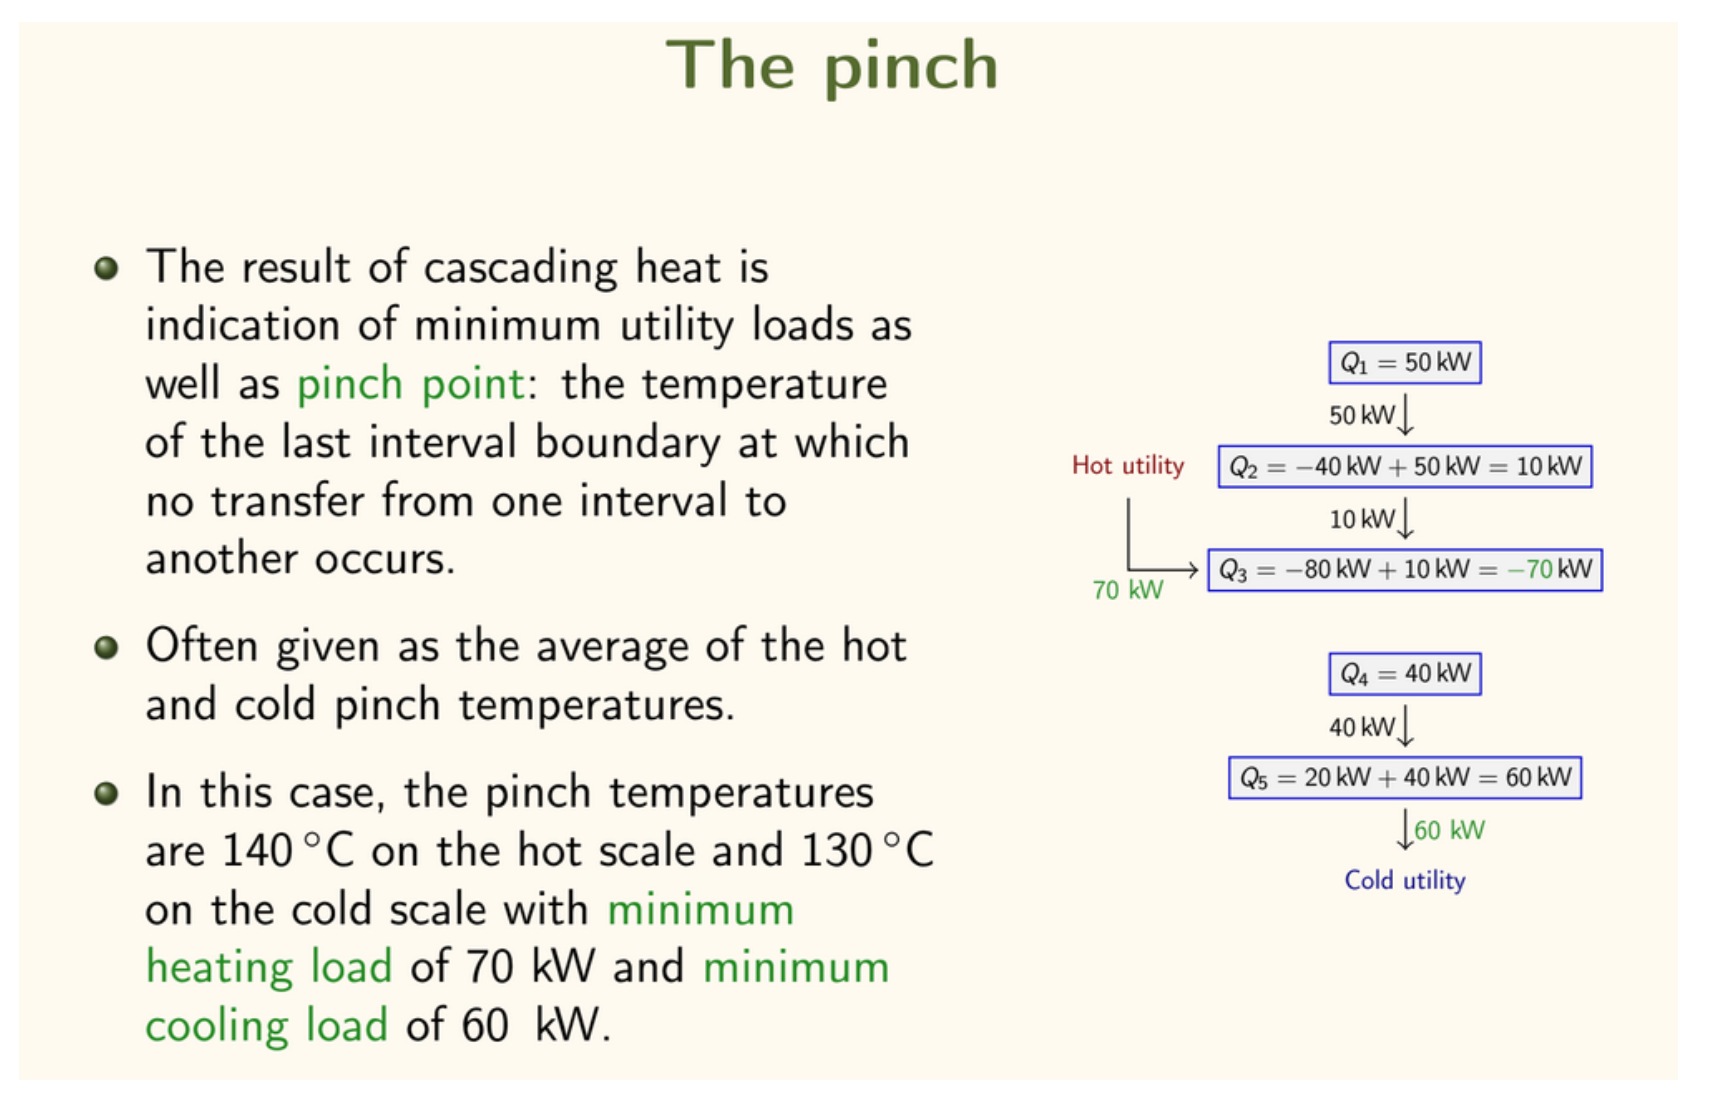 The pinch
The result of cascading heat is
indication of minimum utility loads as
well as pinch point: the temperature
of the last interval boundary at which
no transfer from one interval to
another occurs.
Often given as the average of the hot
and cold pinch temperatures.
In this case, the pinch temperatures
are 140 °C on the hot scale and 130 °C
on the cold scale with minimum
heating load of 70 kW and minimum
cooling load of 60 kW.
Q₁ = 50 kW
50 kW
Hot utility
Q₂ = −40 kW + 50 kW = 10 kW
10 kW
Q₃ = −80 kW + 10 kW = −70 kW
70 kW
Q₄ = 40 kW
40 kW
Q₅ = 20 kW + 40 kW = 60 kW
60 kW
Cold utility